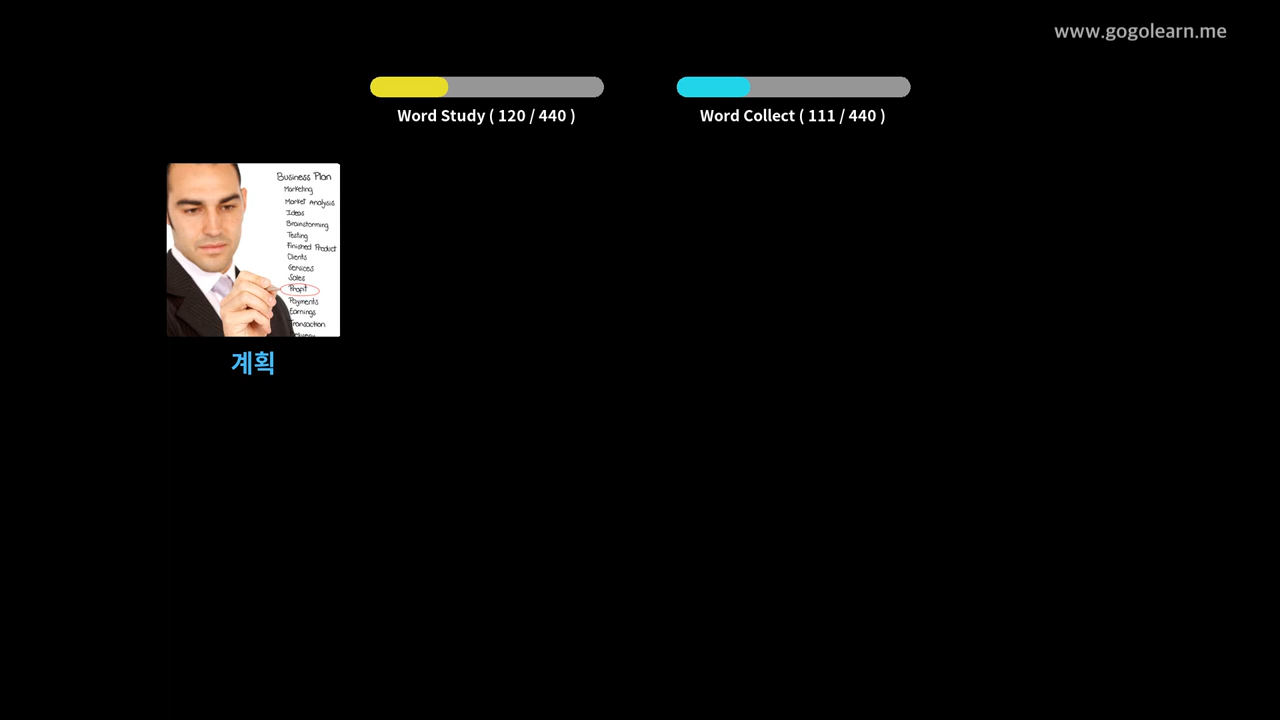 www.gogolearn.me
Word Study ( 120 / 440 )
Word Collect ( 111 / 440 )
Business Plan
Marketing
Market Analysis
Ideas
Brainstorming
Testing
Finished Product
Clients
Services
Sales
Profit
Payments
Earnings
Transaction
Delivery
계획